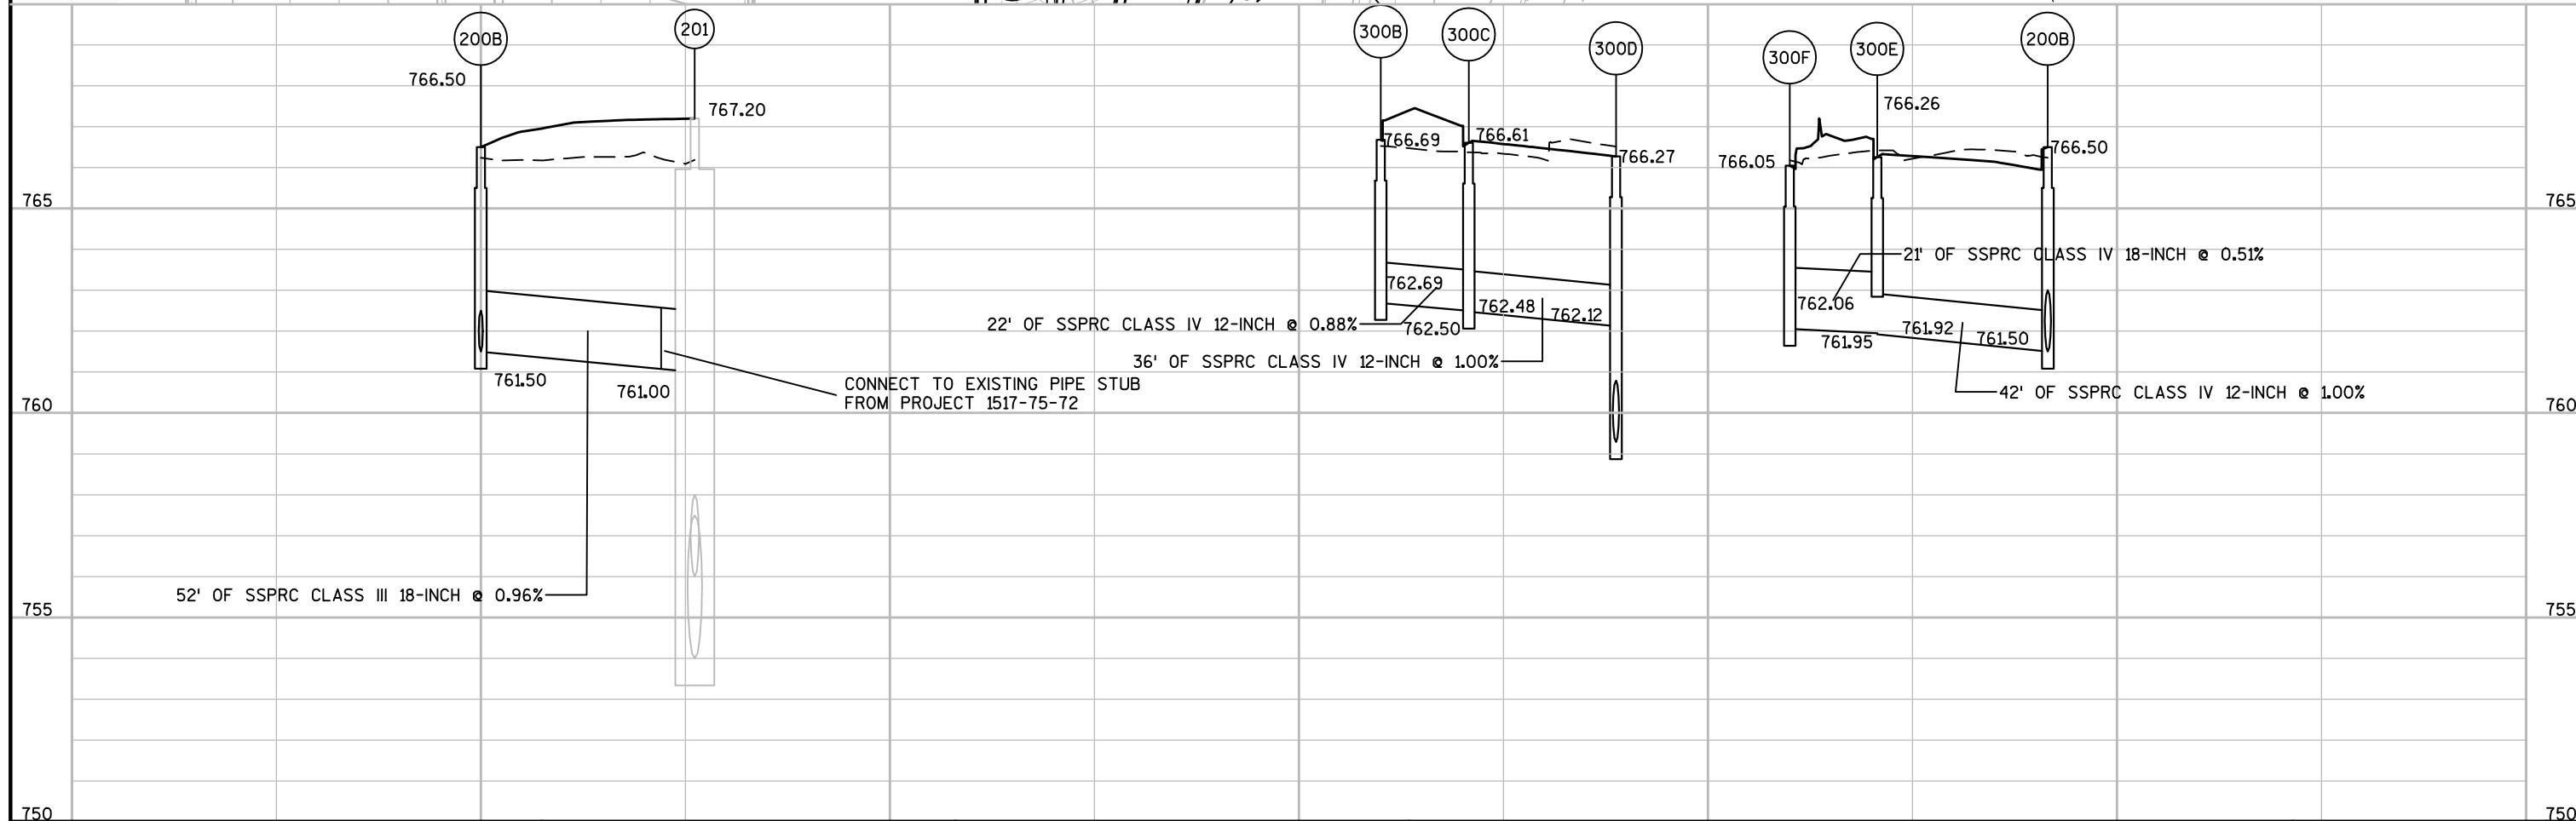 200B
201
300B
300C
300D
300F
300E
200B
766.50
767.20
766.69
766.61
766.27
766.05
766.26
766.50
765
765
21' OF SSPRC CLASS IV 18-INCH @ 0.51%
762.69
762.48
762.12
762.50
22' OF SSPRC CLASS IV 12-INCH @ 0.88%
36' OF SSPRC CLASS IV 12-INCH @ 1.00%
762.06
761.95
761.92
761.50
42' OF SSPRC CLASS IV 12-INCH @ 1.00%
761.50
761.00
CONNECT TO EXISTING PIPE STUB
FROM PROJECT 1517-75-72
760
760
52' OF SSPRC CLASS III 18-INCH @ 0.96%
755
755
750
750